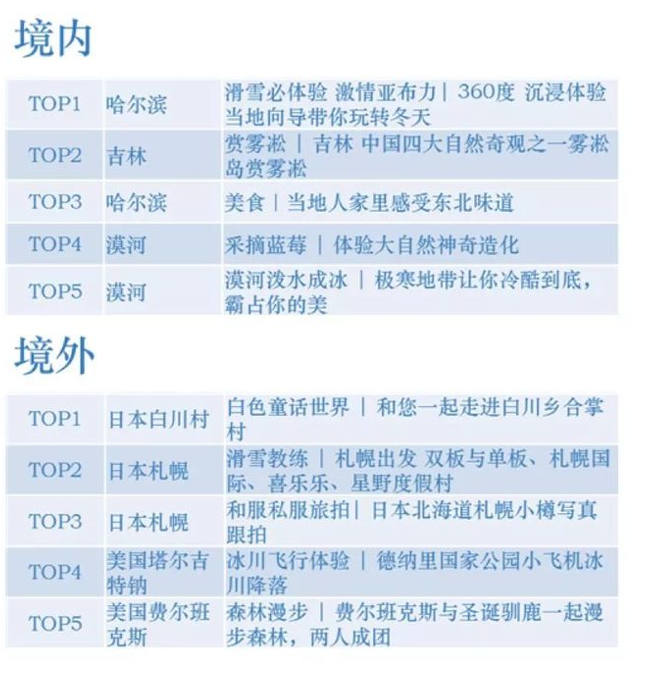 境内
TOP1 哈尔滨 滑雪必体验 激情亚布力| 360度 沉浸体验
当地向导带你玩转冬天
TOP2 吉林 赏雾凇 | 吉林 中国四大自然奇观之一雾凇
岛赏雾凇
TOP3 哈尔滨 美食 | 当地人家里感受东北味道
TOP4 漠河 采摘蓝莓 | 体验大自然神奇造化
TOP5 漠河 漠河泼水成冰 | 极寒地带让你冷酷到底，
霸占你的美
境外
TOP1 日本白川村 白色童话世界 | 和您一起走进白川乡合掌
村
TOP2 日本札幌 滑雪教练 | 札幌出发 双板与单板、札幌国
际、喜乐乐、星野度假村
TOP3 日本札幌 和服私服旅拍| 日本北海道札幌小樽写真
跟拍
TOP4 美国塔尔吉
特钠 冰川飞行体验 | 德纳里国家公园小飞机冰
川降落
TOP5 美国费尔班
克斯 森林漫步 | 费尔班克斯与圣诞驯鹿一起漫
步森林，两人成团